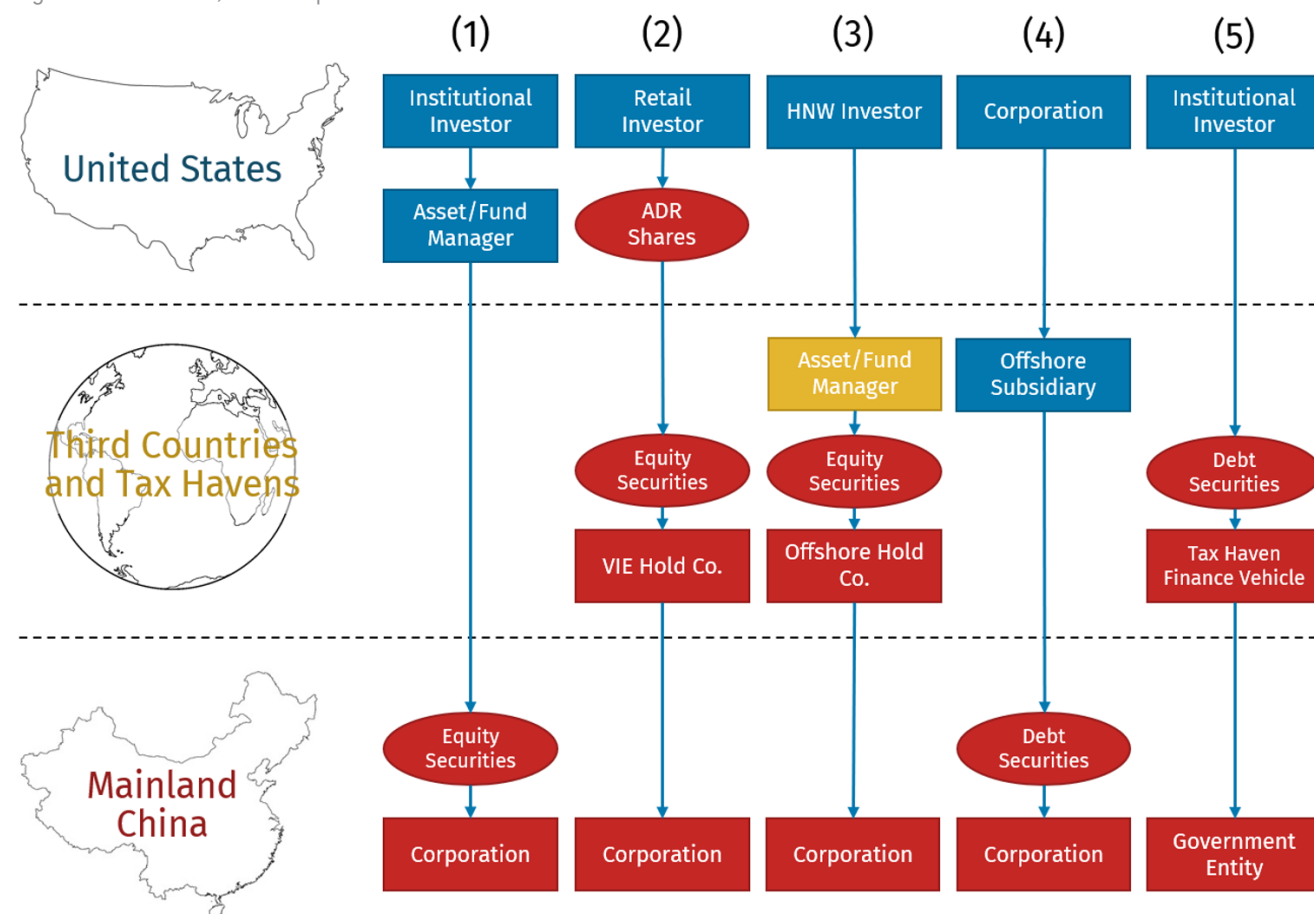 (1)
(2)
(3)
(4)
(5)
United States
Institutional
Investor
Retail
Investor
HNW Investor
Corporation
Institutional
Investor
Asset/Fund
Manager
ADR
Shares
Third Countries
and Tax Havens
Asset/Fund
Manager
Offshore
Subsidiary
Equity
Securities
Equity
Securities
Debt
Securities
VIE Hold Co.
Offshore Hold
Co.
Tax Haven
Finance Vehicle
Mainland
China
Equity
Securities
Debt
Securities
Corporation
Corporation
Corporation
Corporation
Government
Entity